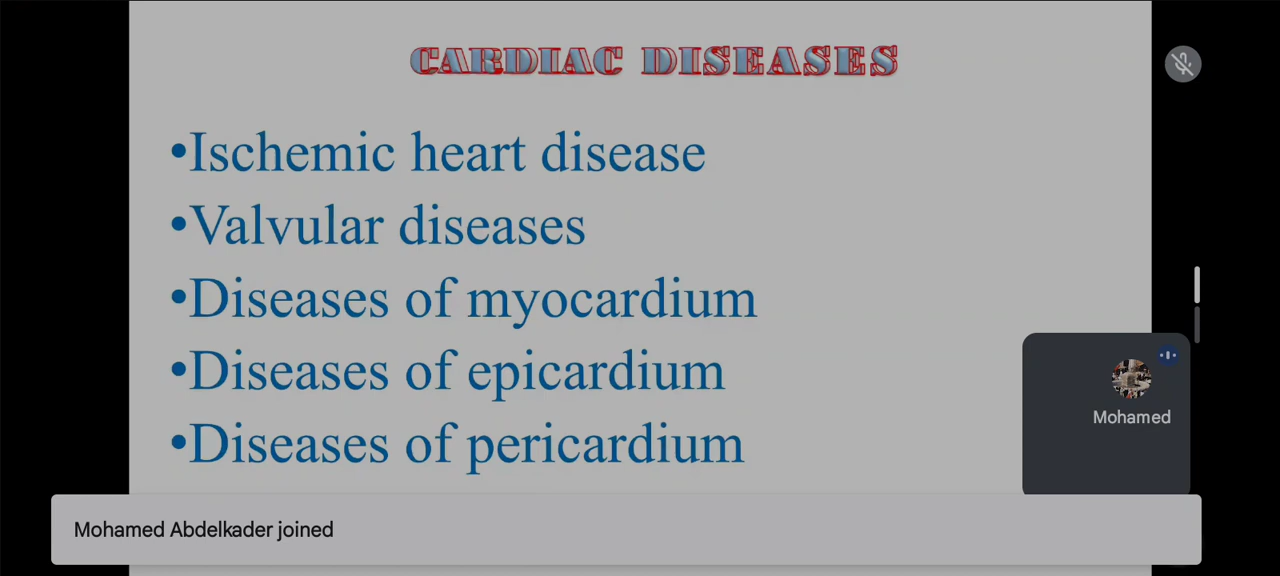 CARDIAC DISEASES
•Ischemic heart disease
•Valvular diseases
•Diseases of myocardium
•Diseases of epicardium
•Diseases of pericardium
Mohamed
Mohamed Abdelkader joined